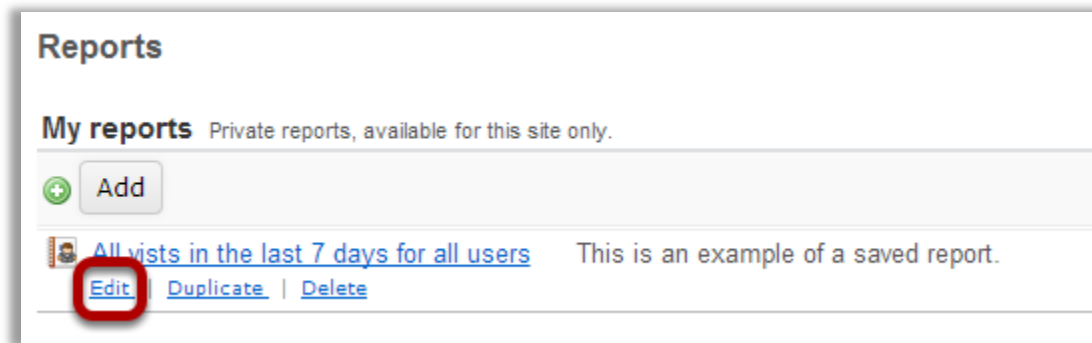 Reports
My reports Private reports, available for this site only.
Add
All vists in the last 7 days for all users This is an example of a saved report.
Edit | Duplicate | Delete